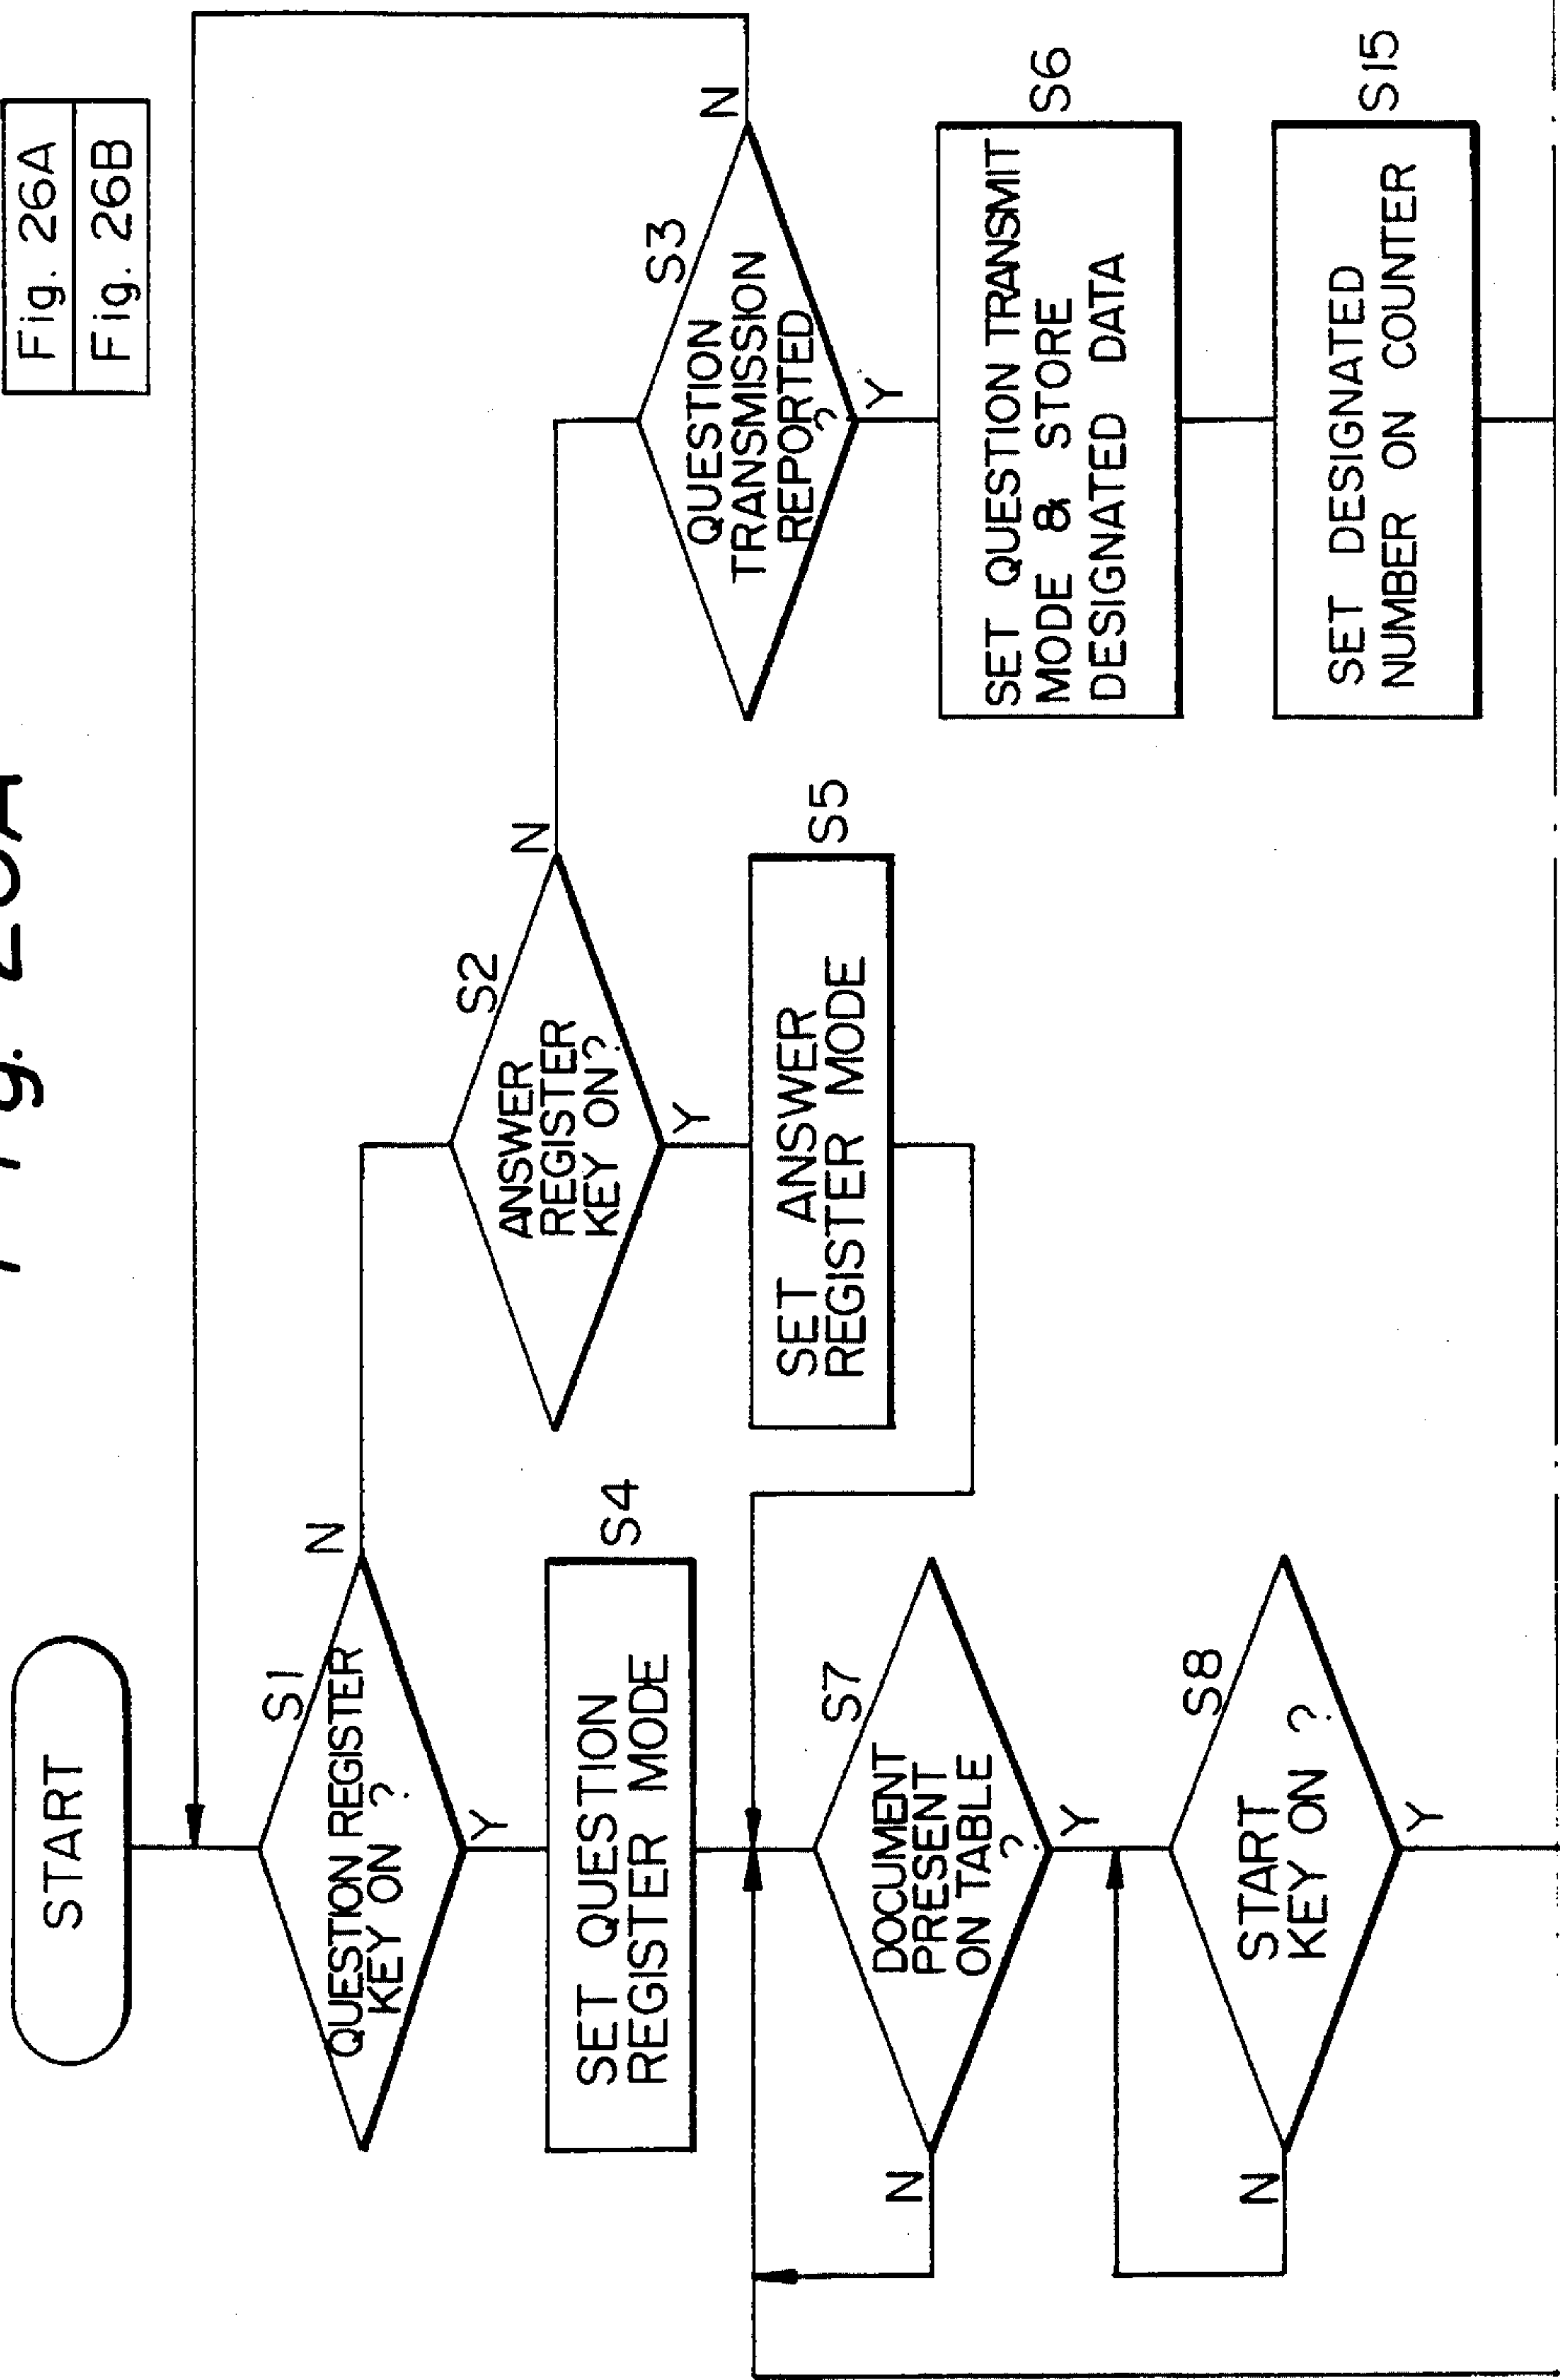 Fig. 26A
Fig. 26A
Fig. 26B
START
S1
QUESTION REGISTER
KEY ON ?
N
Y
S2
ANSWER
REGISTER
KEY ON?
N
Y
S3
QUESTION
TRANSMISSION
REPORTED
?
N
Y
SET QUESTION
REGISTER MODE
S4
SET ANSWER
REGISTER MODE
S5
SET QUESTION TRANSMIT
MODE & STORE
DESIGNATED DATA
S6
S7
DOCUMENT
PRESENT
ON TABLE
?
N
Y
S8
START
KEY ON ?
N
Y
SET DESIGNATED
NUMBER ON COUNTER
S15